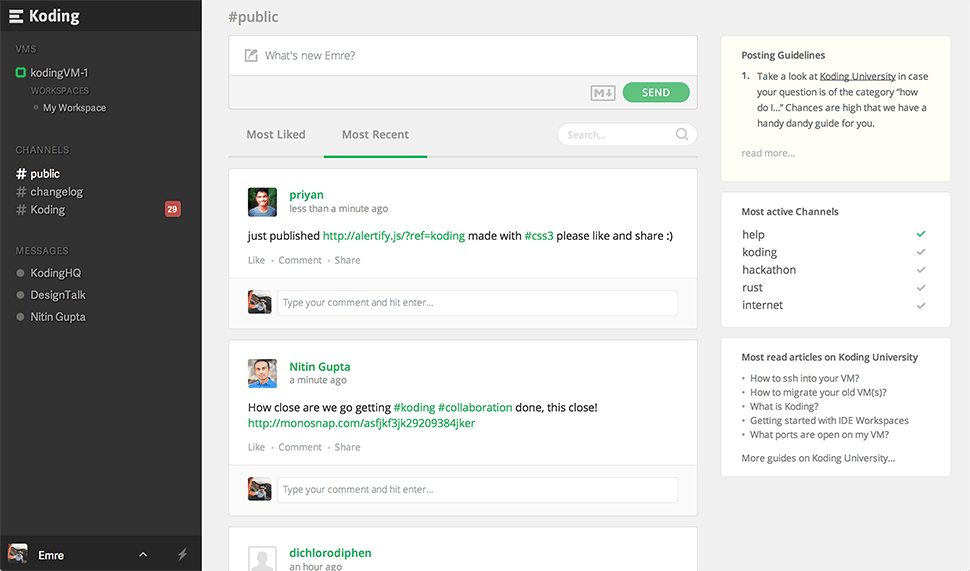 Koding
VMS
kodingVM-1
WORKSPACES
My Workspace
CHANNELS
# public
# changelog
# Koding
29
MESSAGES
KodingHQ
DesignTalk
Nitin Gupta
Emre
#public
What's new Emre?
M↓
SEND
Most Liked
Most Recent
Search...
priyan
less than a minute ago
just published http://alertify.js/?ref=koding made with #css3 please like and share :)
Like • Comment • Share
Type your comment and hit enter...
Nitin Gupta
a minute ago
How close are we go getting #koding #collaboration done, this close!
http://monosnap.com/asfjkf3jk29209384jker
Like • Comment • Share
Type your comment and hit enter...
dichlorodiphen
an hour ago
Posting Guidelines
1. Take a look at Koding University in case
your question is of the category “how
do I...” Chances are high that we have a
handy dandy guide for you.
read more...
Most active Channels
help
koding
hackathon
rust
internet
Most read articles on Koding University
• How to ssh into your VM?
• How to migrate your old VM(s)?
• What is Koding?
• Getting started with IDE Workspaces
• What ports are open on my VM?
More guides on Koding University...